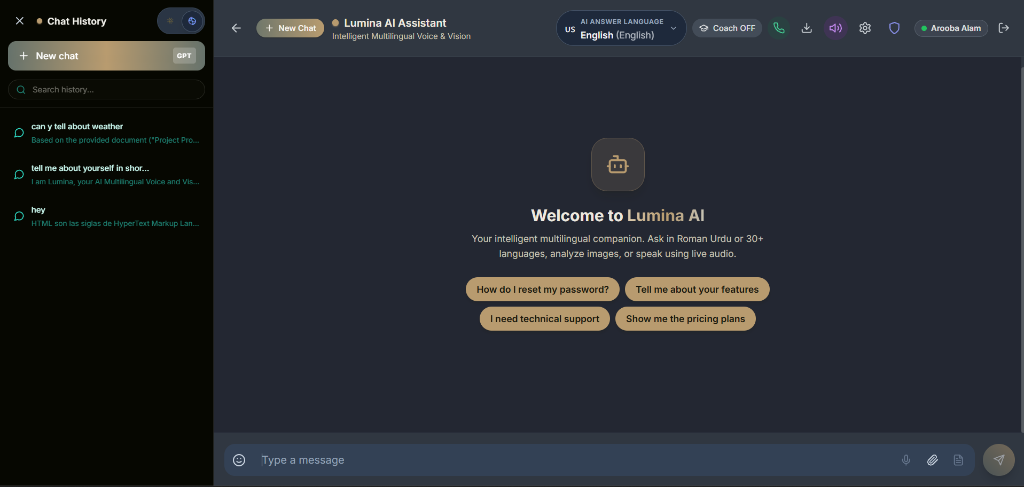 Chat History
New chat
GPT
Search history...
can y tell about weather
Based on the provided document ("Project Pro...
tell me about yourself in shor...
I am Lumina, your AI Multilingual Voice and Vis...
hey
HTML son las siglas de HyperText Markup Lan...
New Chat
Lumina AI Assistant
Intelligent Multilingual Voice & Vision
AI ANSWER LANGUAGE
US English (English)
Coach OFF
Arooba Alam
Welcome to Lumina AI
Your intelligent multilingual companion. Ask in Roman Urdu or 30+
languages, analyze images, or speak using live audio.
How do I reset my password?
Tell me about your features
I need technical support
Show me the pricing plans
Type a message